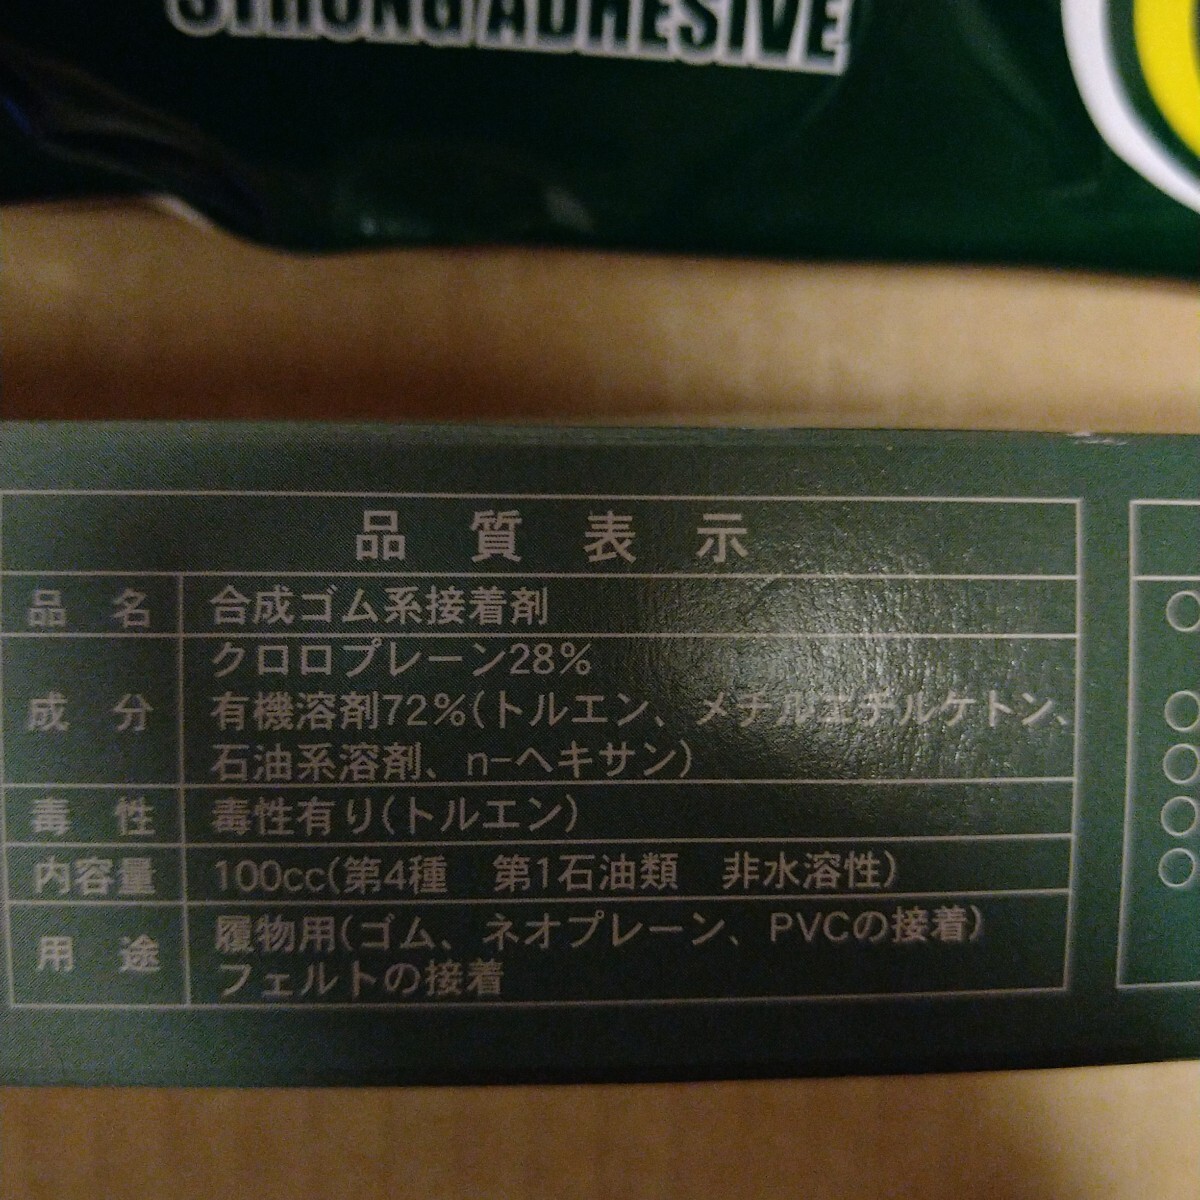 STRONG ADHESIVE
品質表示
品名 合成ゴム系接着剤
成分 クロロプレーン28%
有機溶剤72%(トルエン、メチルエチルケトン、
石油系溶剤、n-ヘキサン)
毒性 毒性有り(トルエン)
内容量 100cc(第4種 第1石油類 非水溶性)
用途 履物用(ゴム、ネオプレーン、PVCの接着)
フェルトの接着
○
○
○
○
○